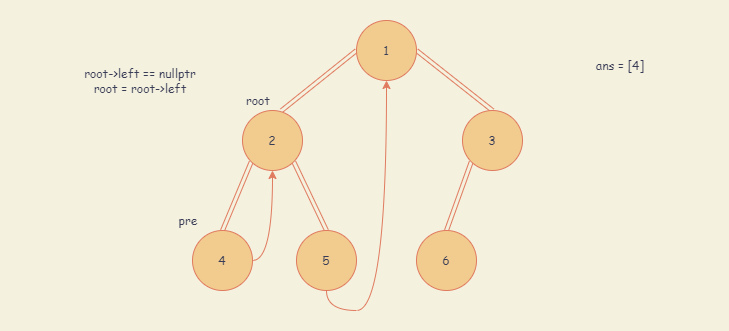 1
root->left == nullptr
root = root->left
ans = [4]
root
2
3
pre
4
5
6